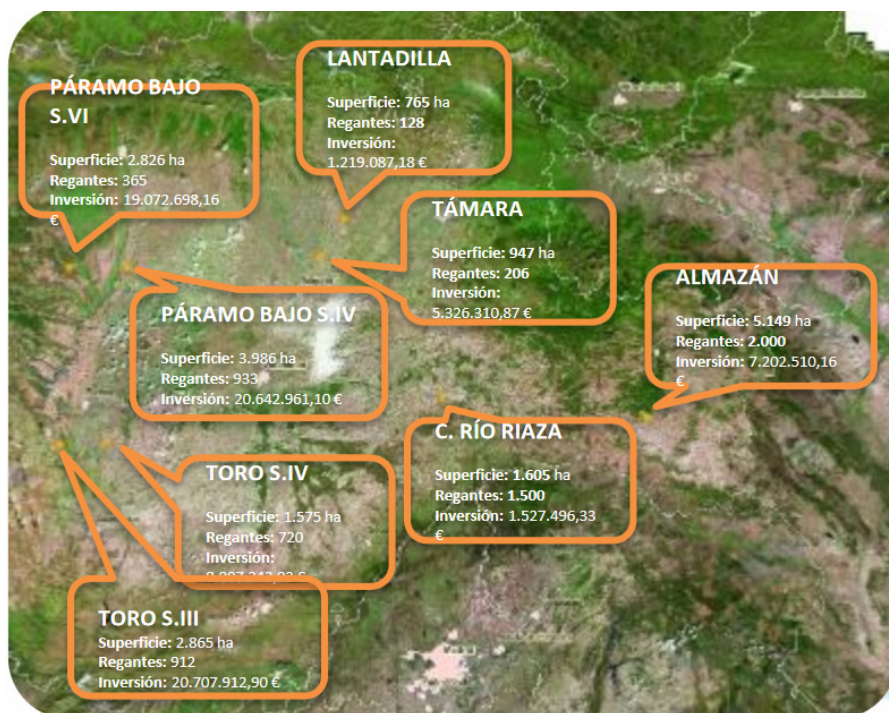 PÁRAMO BAJO
S.VI
Superficie: 2.826 ha
Regantes: 365
Inversión: 19.072.698,16
€
LANTADILLA
Superficie: 765 ha
Regantes: 128
Inversión:
1.219.087,18 €
TÁMARA
Superficie: 947 ha
Regantes: 206
Inversión:
5.326.310,87 €
ALMAZÁN
Superficie: 5.149 ha
Regantes: 2.000
Inversión: 7.202.510,16
€
PÁRAMO BAJO S.IV
Superficie: 3.986 ha
Regantes: 933
Inversión: 20.642.961,10 €
C. RÍO RIAZA
Superficie: 1.605 ha
Regantes: 1.500
Inversión: 1.527.496,33
€
TORO S.IV
Superficie: 1.575 ha
Regantes: 720
Inversión:
TORO S.III
Superficie: 2.865 ha
Regantes: 912
Inversión: 20.707.912,90 €